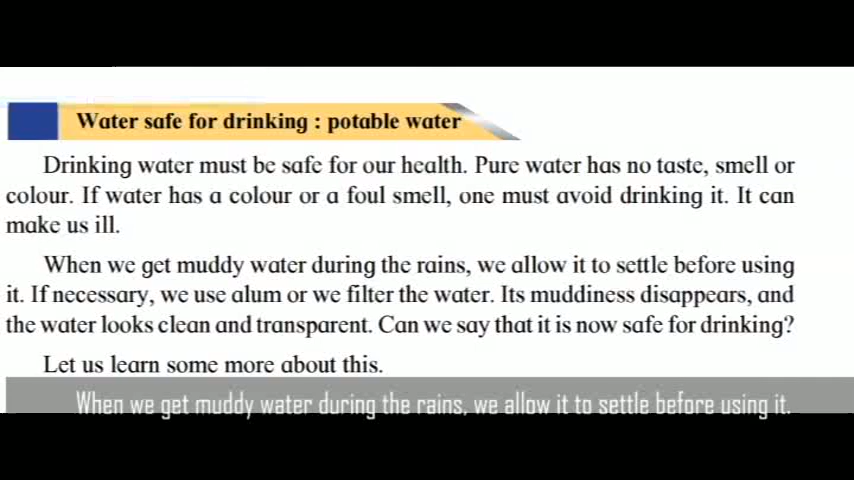 Water safe for drinking : potable water
Drinking water must be safe for our health. Pure water has no taste, smell or
colour. If water has a colour or a foul smell, one must avoid drinking it. It can
make us ill.
When we get muddy water during the rains, we allow it to settle before using
it. If necessary, we use alum or we filter the water. Its muddiness disappears, and
the water looks clean and transparent. Can we say that it is now safe for drinking?
Let us learn some more about this.
When we get muddy water during the rains, we allow it to settle before using it.